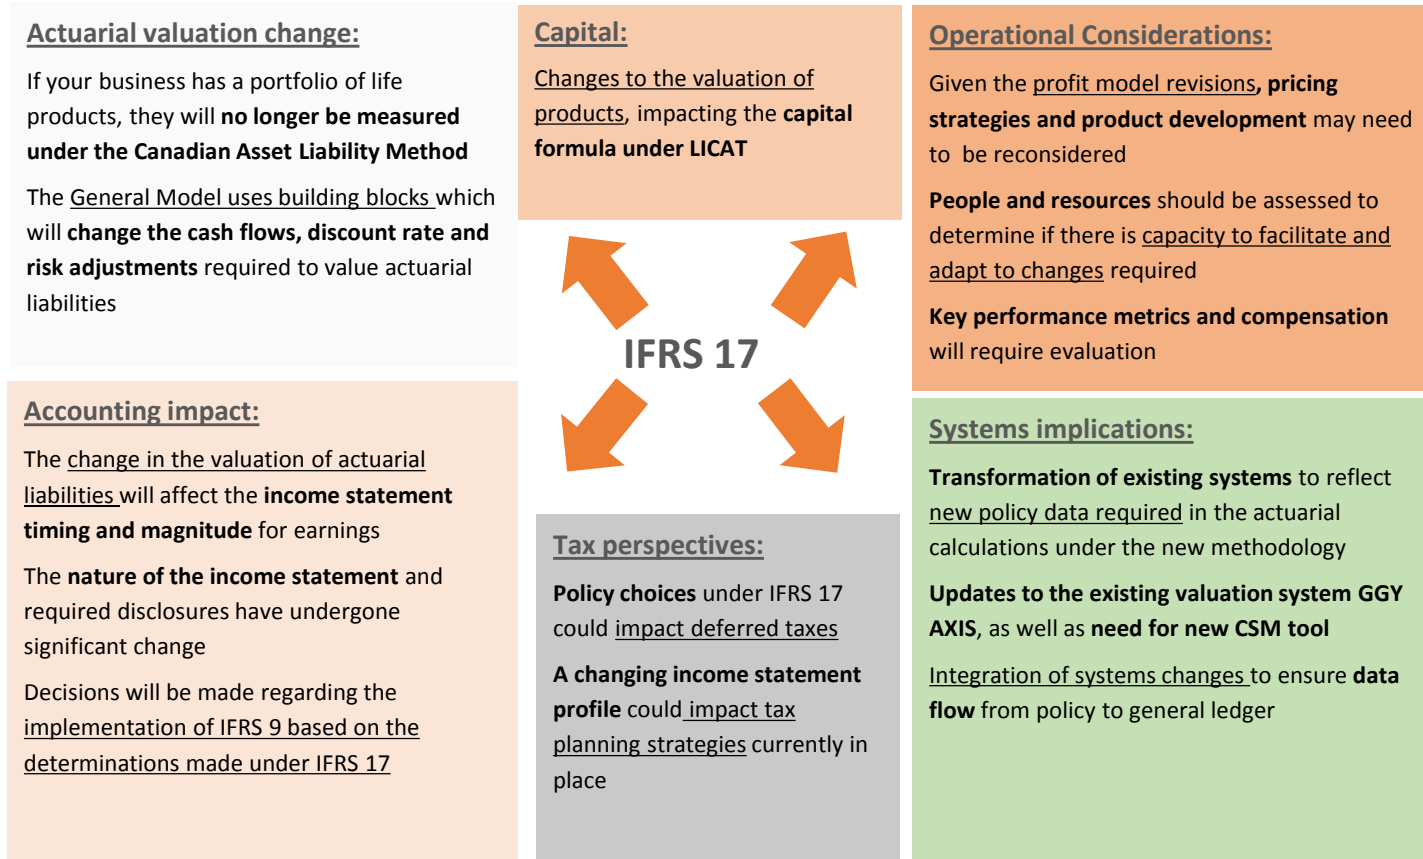 Actuarial valuation change:
If your business has a portfolio of life
products, they will no longer be measured
under the Canadian Asset Liability Method
The General Model uses building blocks which
will change the cash flows, discount rate and
risk adjustments required to value actuarial
liabilities
Capital:
Changes to the valuation of
products, impacting the capital
formula under LICAT
Operational Considerations:
Given the profit model revisions, pricing
strategies and product development may need
to be reconsidered
People and resources should be assessed to
determine if there is capacity to facilitate and
adapt to changes required
Key performance metrics and compensation
will require evaluation
IFRS 17
Accounting impact:
The change in the valuation of actuarial
liabilities will affect the income statement
timing and magnitude for earnings
The nature of the income statement and
required disclosures have undergone
significant change
Decisions will be made regarding the
implementation of IFRS 9 based on the
determinations made under IFRS 17
Tax perspectives:
Policy choices under IFRS 17
could impact deferred taxes
A changing income statement
profile could impact tax
planning strategies currently in
place
Systems implications:
Transformation of existing systems to reflect
new policy data required in the actuarial
calculations under the new methodology
Updates to the existing valuation system GGY
AXIS, as well as need for new CSM tool
Integration of systems changes to ensure data
flow from policy to general ledger